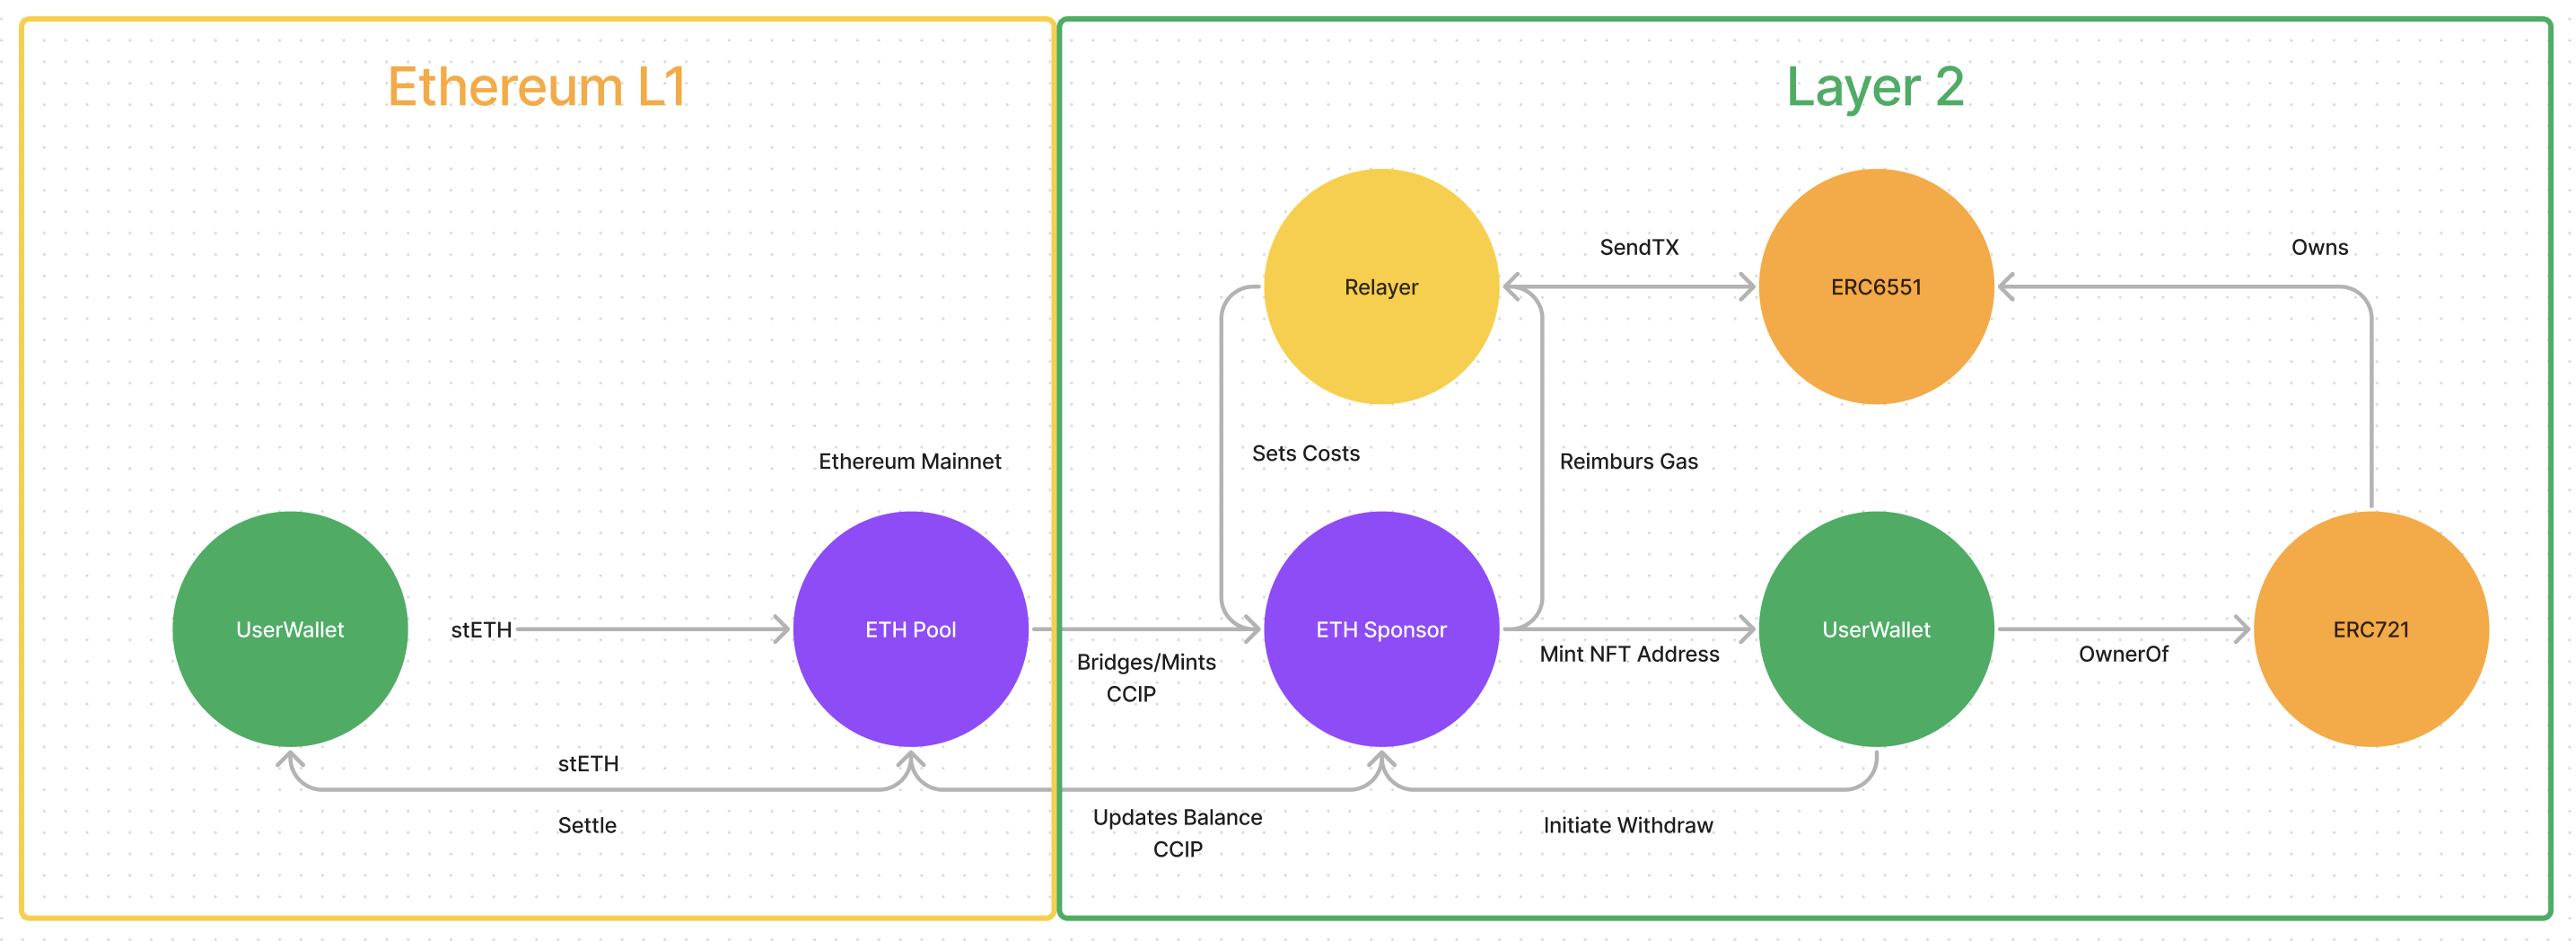 Ethereum L1
Layer 2
SendTX
Owns
Relayer
ERC6551
Sets Costs
Ethereum Mainnet
Reimburs Gas
UserWallet
stETH
ETH Pool
ETH Sponsor
UserWallet
ERC721
Bridges/Mints
CCIP
Mint NFT Address
OwnerOf
stETH
Settle
Updates Balance
CCIP
Initiate Withdraw